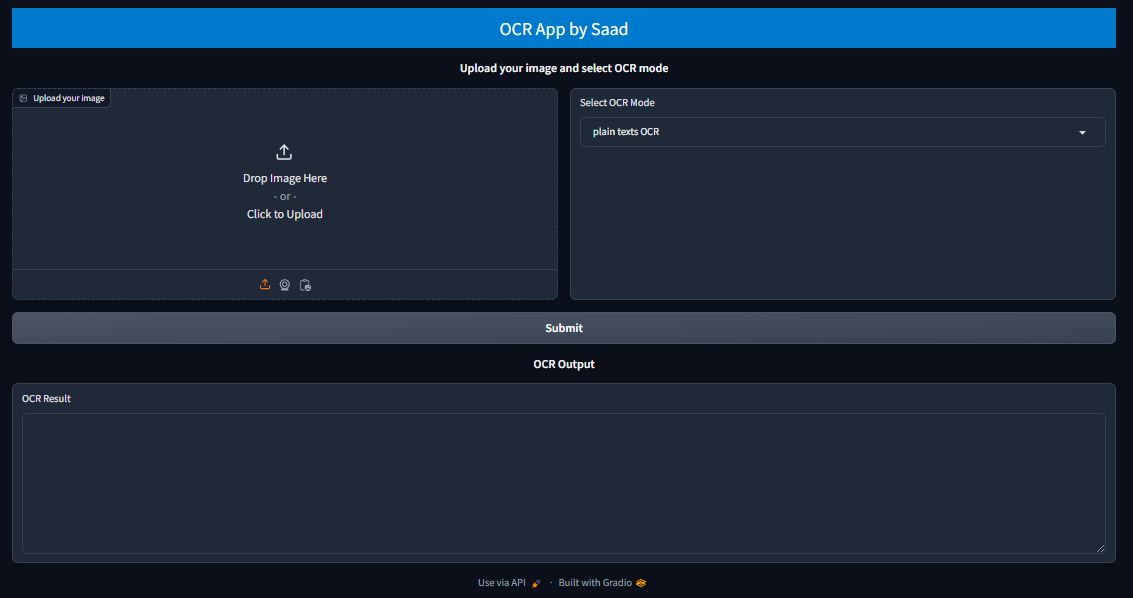 OCR App by Saad
Upload your image and select OCR mode
Upload your image
Drop Image Here
- or -
Click to Upload
Select OCR Mode
plain texts OCR
Submit
OCR Output
OCR Result
Use via API · Built with Gradio